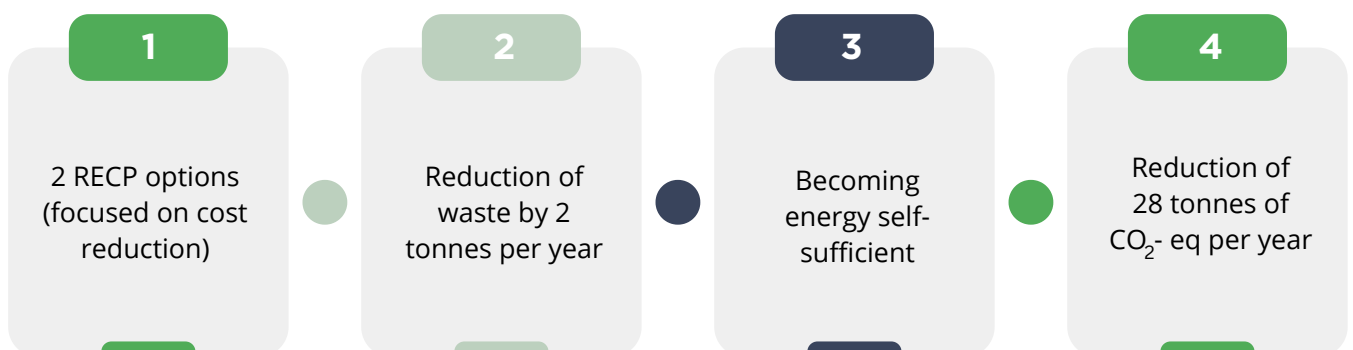 1
2 RECP options
(focused on cost
reduction)
2
Reduction of
waste by 2
tonnes per year
3
Becoming
energy self-
sufficient
4
Reduction of
28 tonnes of
CO₂- eq per year